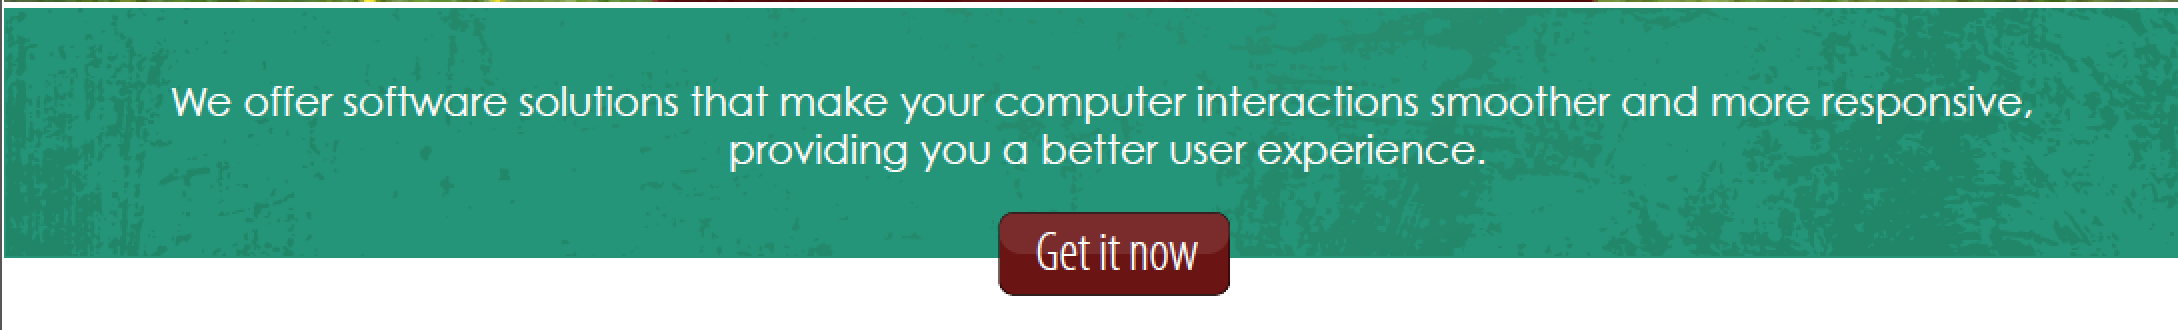 We offer software solutions that make your computer interactions smoother and more responsive,
providing you a better user experience.
Get it now